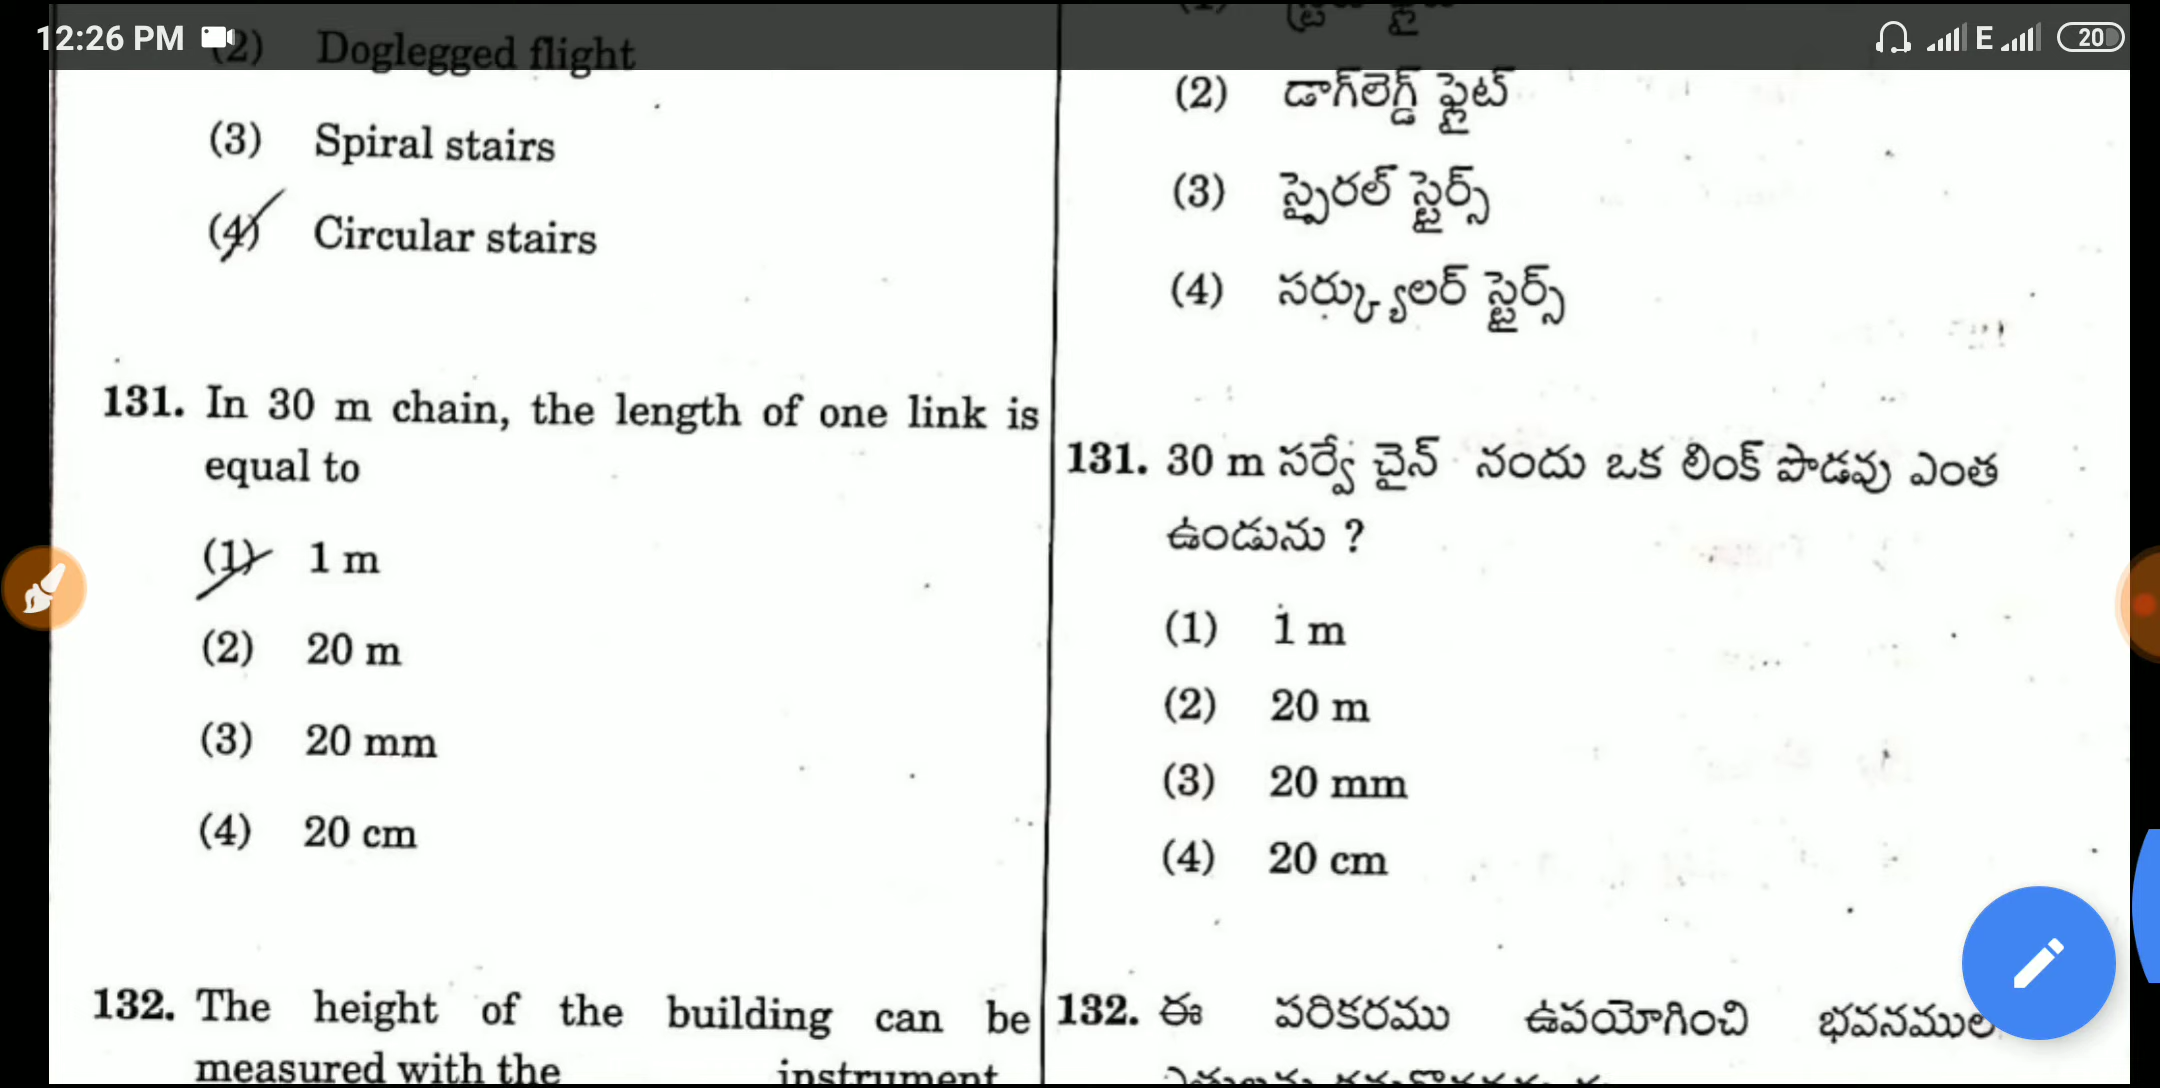 12:26 PM
E
20
(2) Doglegged flight
(3) Spiral stairs
(4) Circular stairs
131. In 30 m chain, the length of one link is
equal to
(1) 1 m
(2) 20 m
(3) 20 mm
(4) 20 cm
132. The height of the building can be
measured with the instrument
(2) డాగ్‌లెగ్డ్ ఫ్లైట్
(3) స్పైరల్ స్టైర్స్
(4) సర్క్యులర్ స్టైర్స్
131. 30 m సర్వే చైన్ నందు ఒక లింక్ పొడవు ఎంత
ఉండును ?
(1) 1 m
(2) 20 m
(3) 20 mm
(4) 20 cm
132. ఈ పరికరము ఉపయోగించి భవనముల